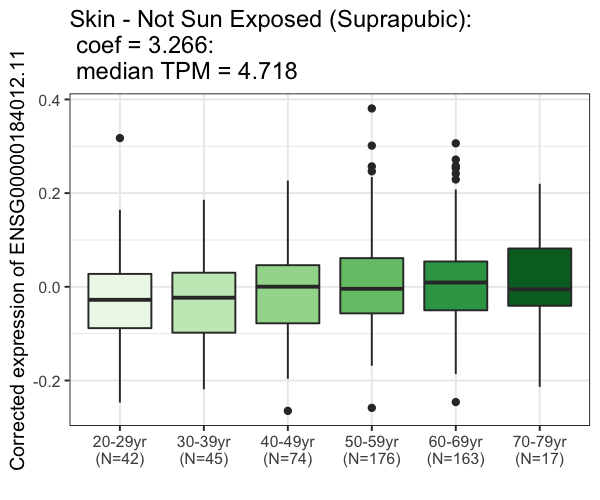 Skin - Not Sun Exposed (Suprapubic):
coef = 3.266:
median TPM = 4.718
Corrected expression of ENSG00000184012.11
0.4
0.2
0.0
-0.2
20-29yr 30-39yr 40-49yr 50-59yr 60-69yr 70-79yr
(N=42) (N=45) (N=74) (N=176) (N=163) (N=17)